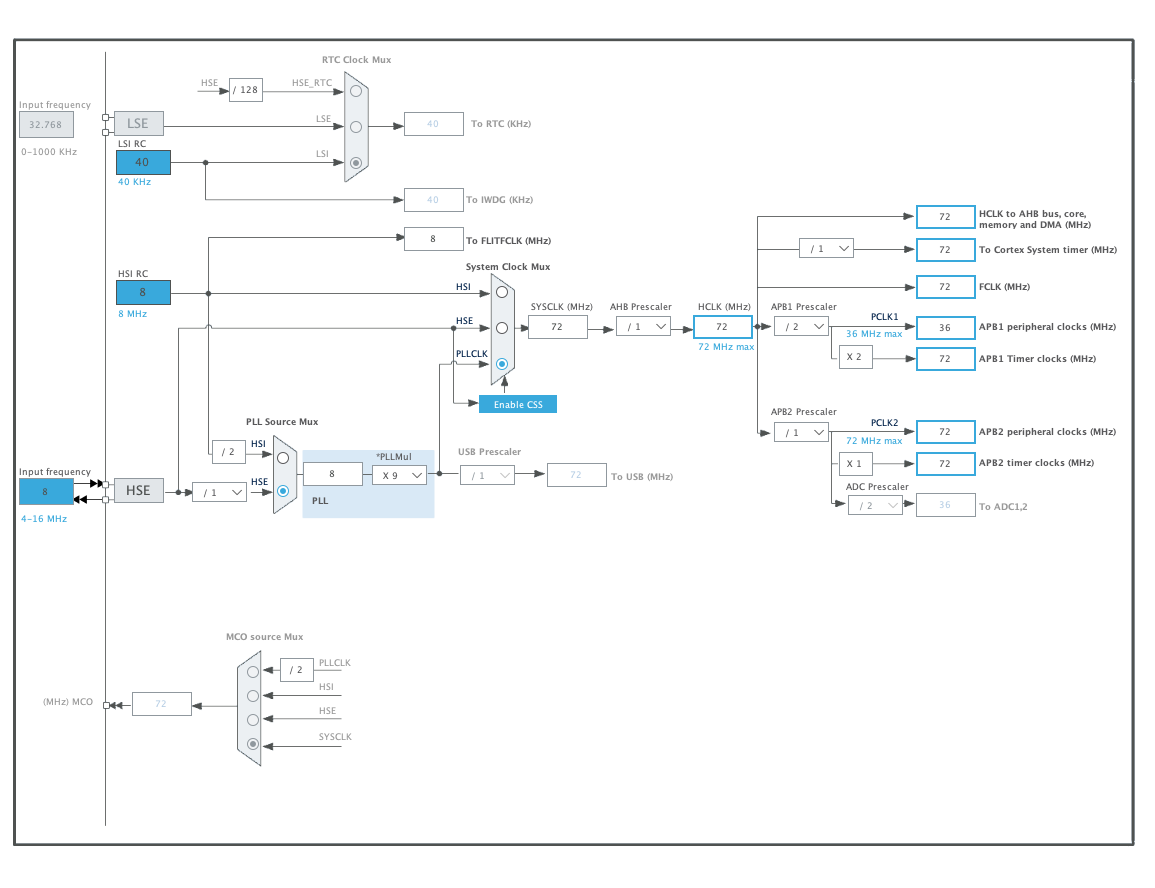 RTC Clock Mux
HSE
/ 128
HSE_RTC
Input frequency
32.768
LSE
LSE
40
To RTC (KHz)
0-1000 KHz
LSI RC
40
LSI
40 KHz
40
To IWDG (KHz)
8
To FLITFCLK (MHz)
HSI RC
8
8 MHz
System Clock Mux
HSI
HSE
PLLCLK
Enable CSS
SYSCLK (MHz)
72
AHB Prescaler
/ 1
HCLK (MHz)
72
72 MHz max
72
HCLK to AHB bus, core,
memory and DMA (MHz)
/ 1
72
To Cortex System timer (MHz)
72
FCLK (MHz)
APB1 Prescaler
/ 2
PCLK1
36 MHz max
36
APB1 peripheral clocks (MHz)
X 2
72
APB1 Timer clocks (MHz)
APB2 Prescaler
/ 1
PCLK2
72 MHz max
72
APB2 peripheral clocks (MHz)
X 1
72
APB2 timer clocks (MHz)
ADC Prescaler
/ 2
36
To ADC1,2
PLL Source Mux
/ 2
HSI
HSE
Input frequency
8
4-16 MHz
HSE
/ 1
8
*PLLMul
X 9
PLL
USB Prescaler
/ 1
72
To USB (MHz)
MCO source Mux
/ 2
PLLCLK
HSI
HSE
SYSCLK
(MHz) MCO
72